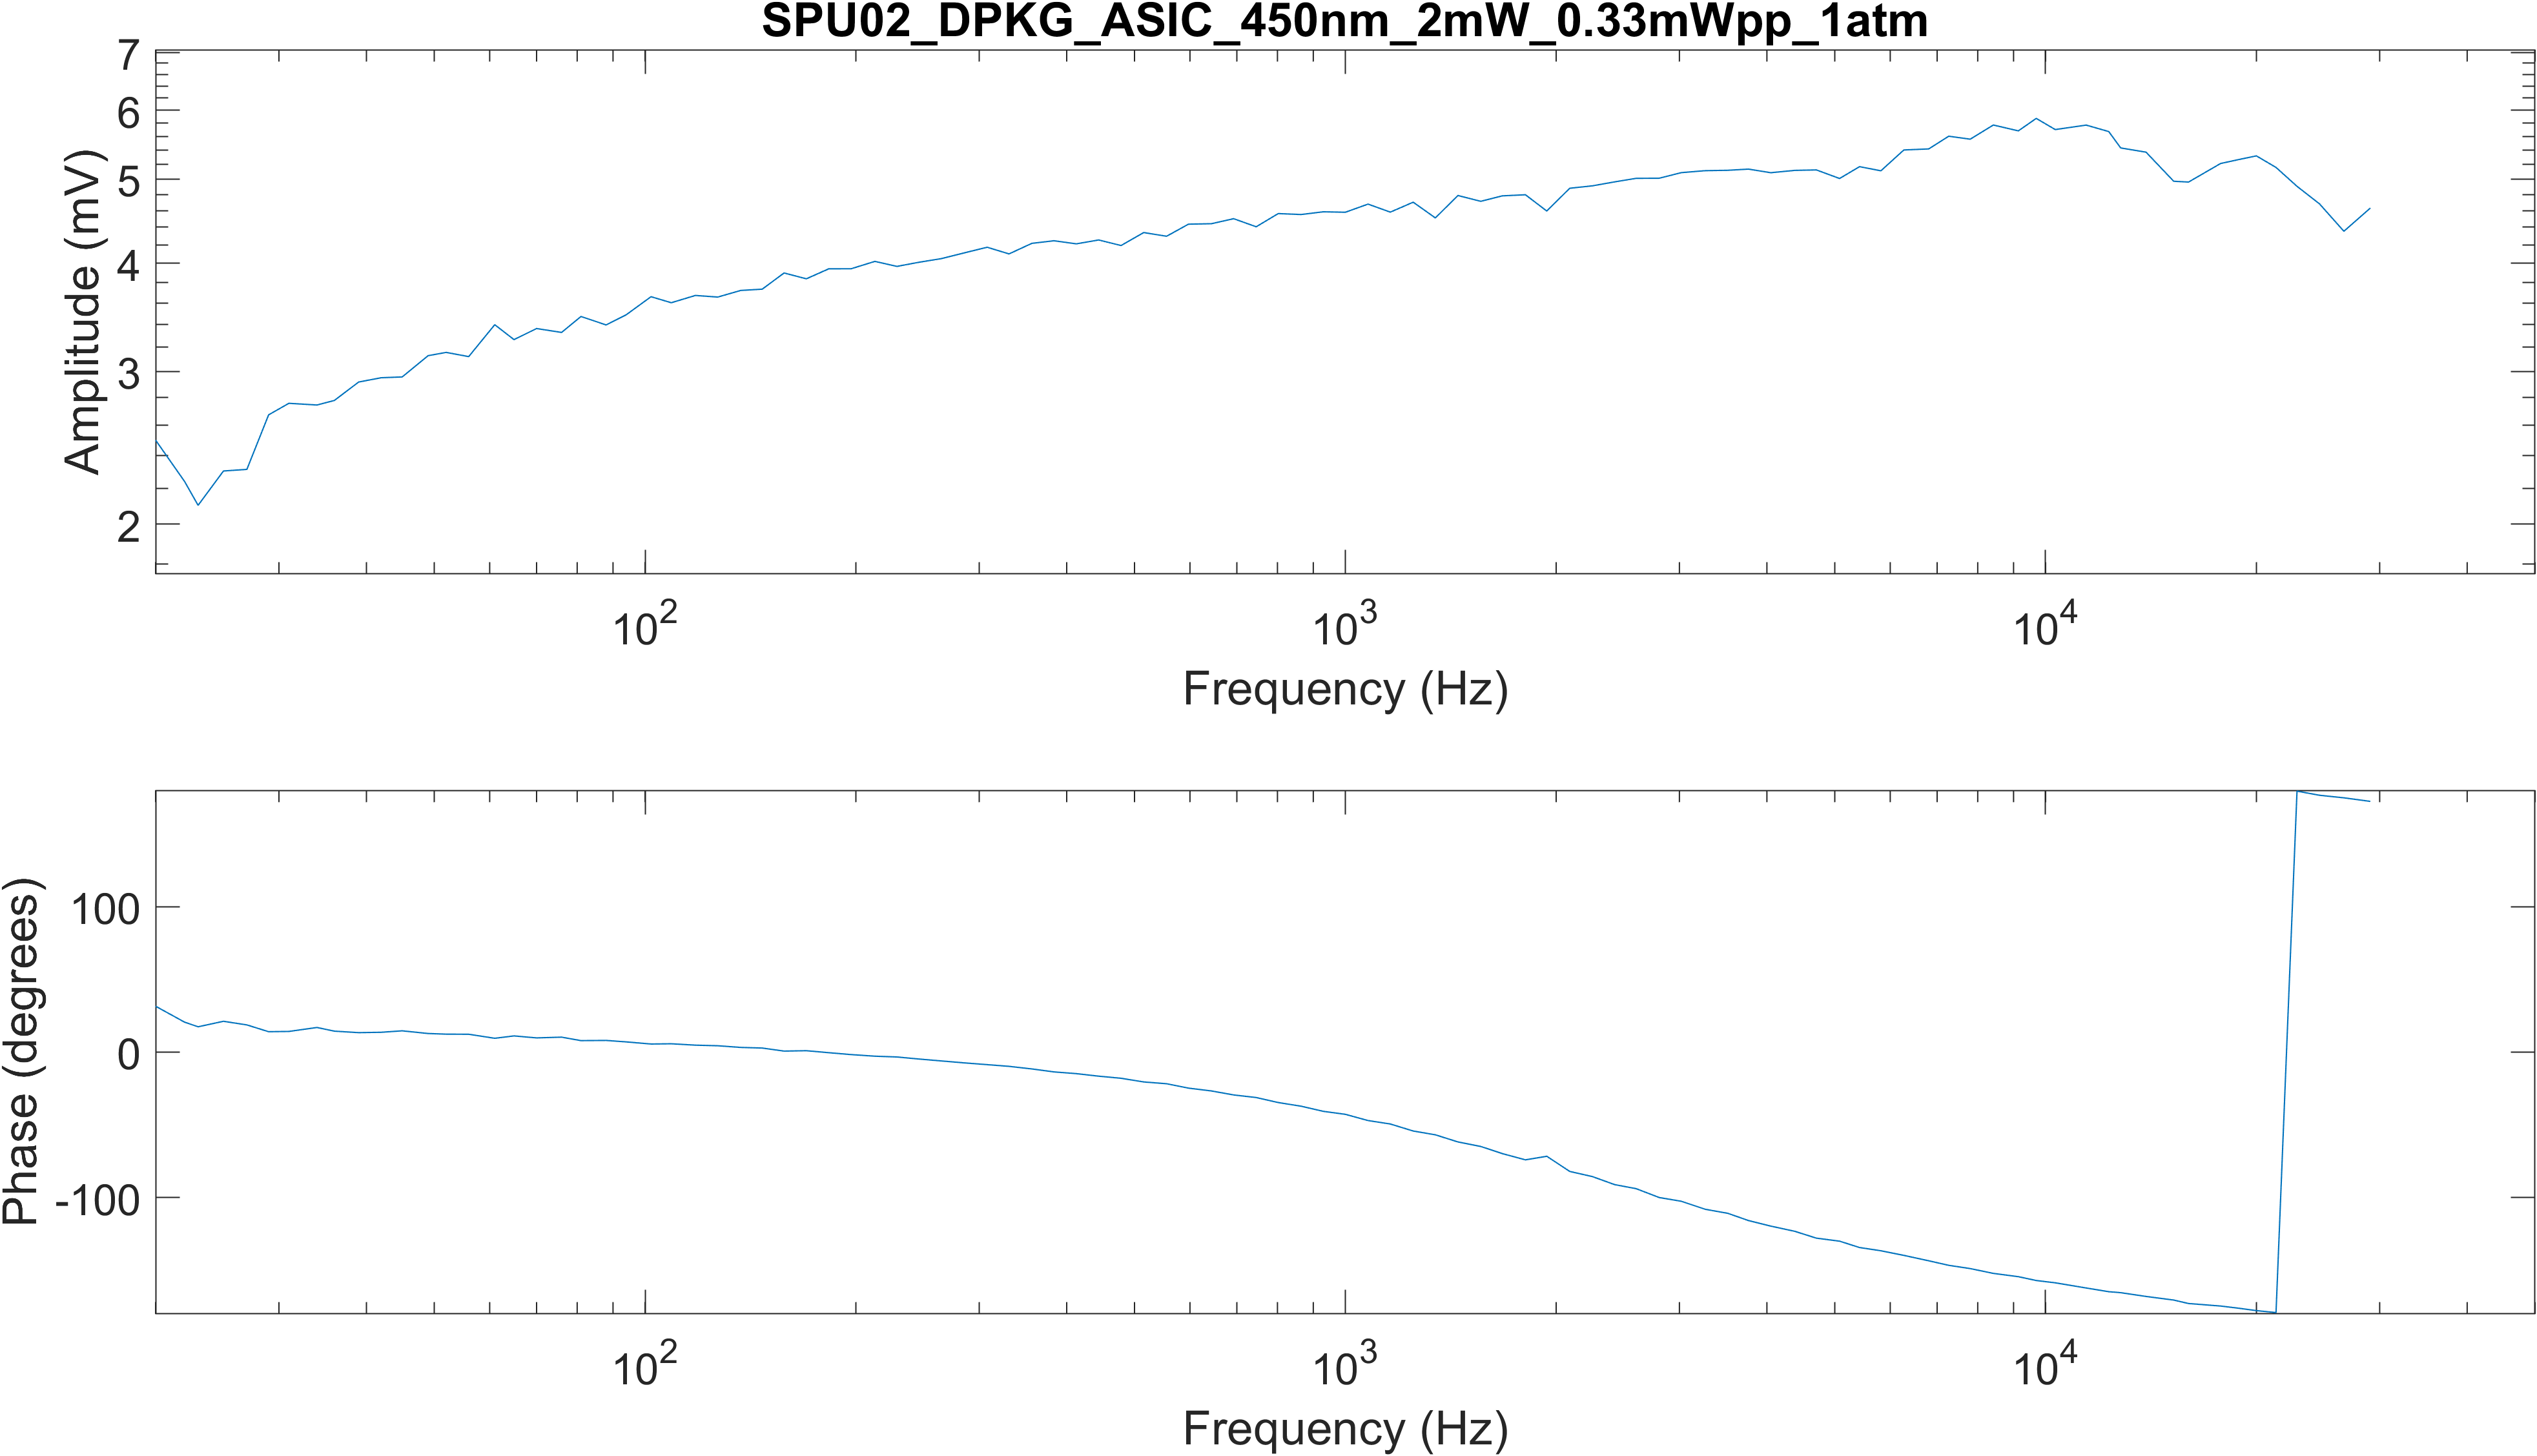 SPU02_DPKG_ASIC_450nm_2mW_0.33mWpp_1atm
7
6
5
4
3
2
Amplitude (mV)
10^2 10^3 10^4
Frequency (Hz)
100
0
-100
Phase (degrees)
10^2 10^3 10^4
Frequency (Hz)